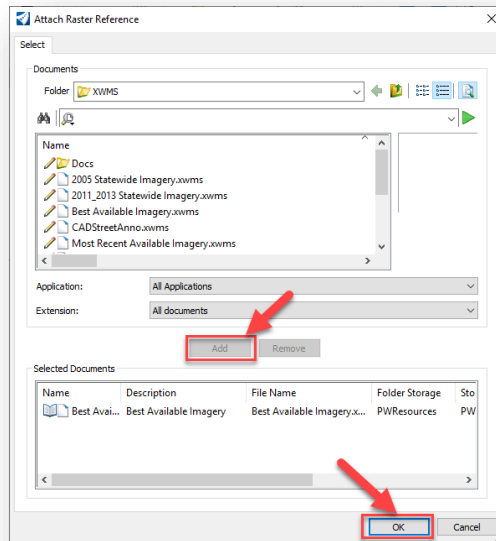 Attach Raster Reference
Select
Documents
Folder XWMS
Name
Docs
2005 Statewide Imagery.xwms
2011_2013 Statewide Imagery.xwms
Best Available Imagery.xwms
CADStreetAnno.xwms
Most Recent Available Imagery.xwms
Application: All Applications
Extension: All documents
Add Remove
Selected Documents
Name Description File Name Folder Storage Sto
Best Avai... Best Available Imagery Best Available Imagery.x... PWResources PW
OK Cancel